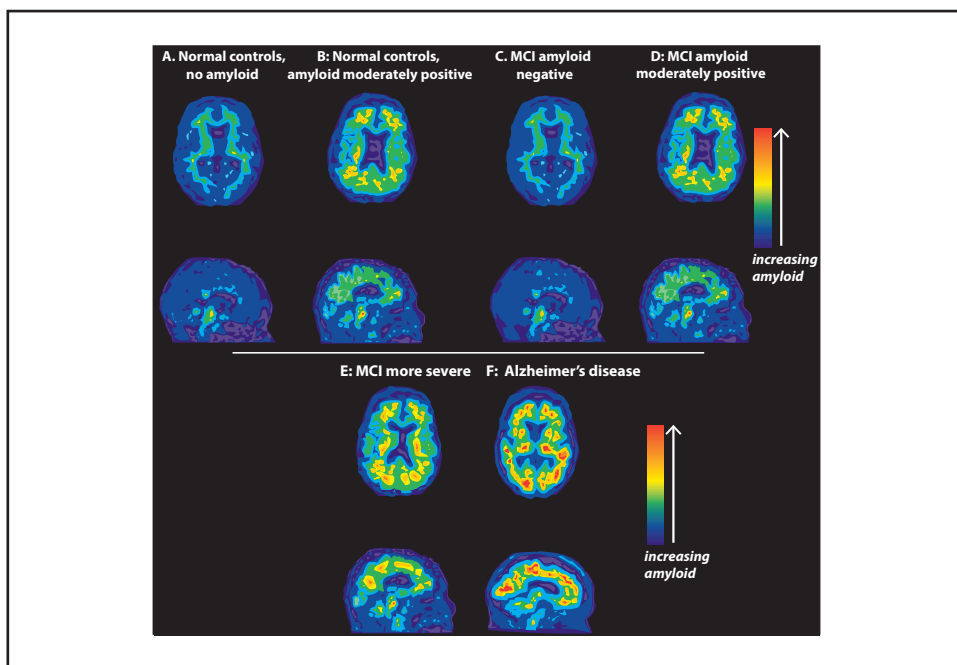 A. Normal controls,
no amyloid
B: Normal controls,
amyloid moderately positive
C. MCI amyloid
negative
D: MCI amyloid
moderately positive
increasing
amyloid
E: MCI more severe
F: Alzheimer’s disease
increasing
amyloid